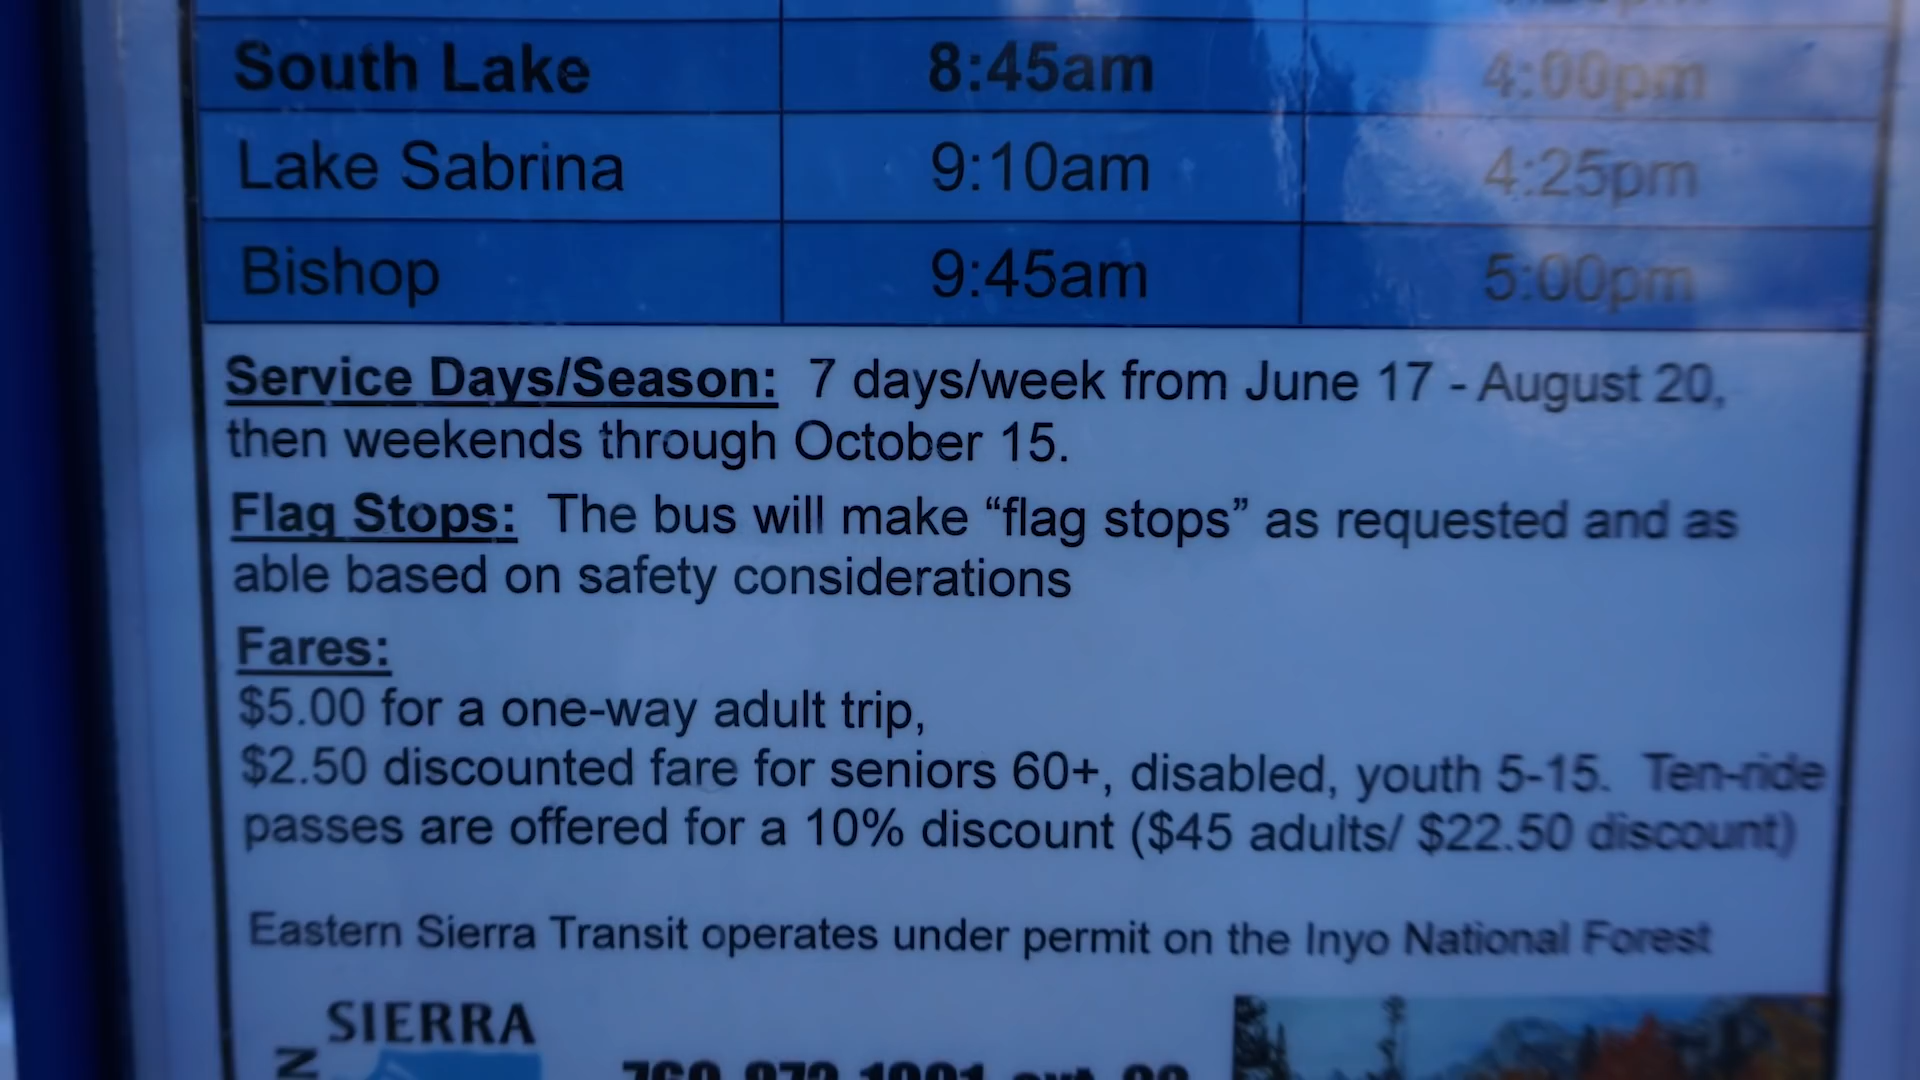 South Lake 8:45am 4:00pm
Lake Sabrina 9:10am 4:25pm
Bishop 9:45am 5:00pm
Service Days/Season: 7 days/week from June 17 - August 20,
then weekends through October 15.
Flag Stops: The bus will make “flag stops” as requested and as
able based on safety considerations
Fares:
$5.00 for a one-way adult trip,
$2.50 discounted fare for seniors 60+, disabled, youth 5-15. Ten-ride
passes are offered for a 10% discount ($45 adults/ $22.50 discount)
Eastern Sierra Transit operates under permit on the Inyo National Forest
SIERRA